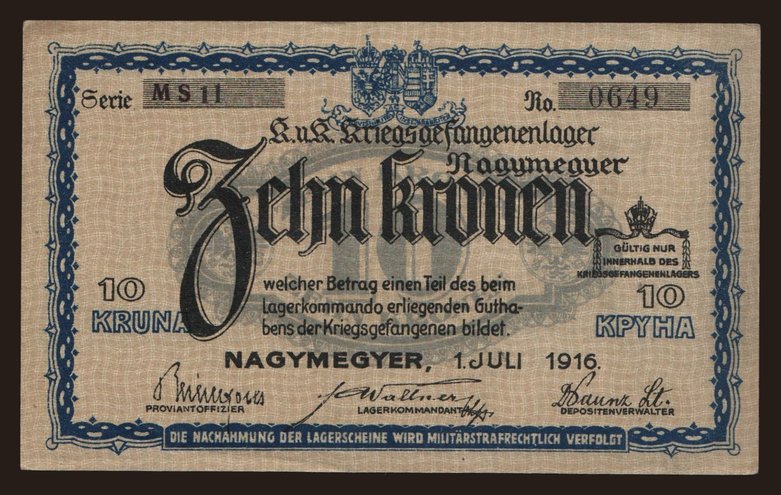 Serie MS 11 No. 0649
K.u.K. Kriegsgefangenenlager
Nagymegyer
Zehn Kronen
GÜLTIG NUR
INNERHALB DES
KRIEGSGEFANGENENLAGERS
welcher Betrag einen Teil des beim
Lagerkommando erliegenden Gutha-
bens der Kriegsgefangenen bildet.
10 10
KRUNA КРУНА
NAGYMEGYER, 1. JULI 1916.
Wallner
Lt.
PROVIANTOFFIZIER LAGERKOMMANDANT DEPOSITENVERWALTER
DIE NACHAHMUNG DER LAGERSCHEINE WIRD MILITÄRSTRAFRECHTLICH VERFOLGT